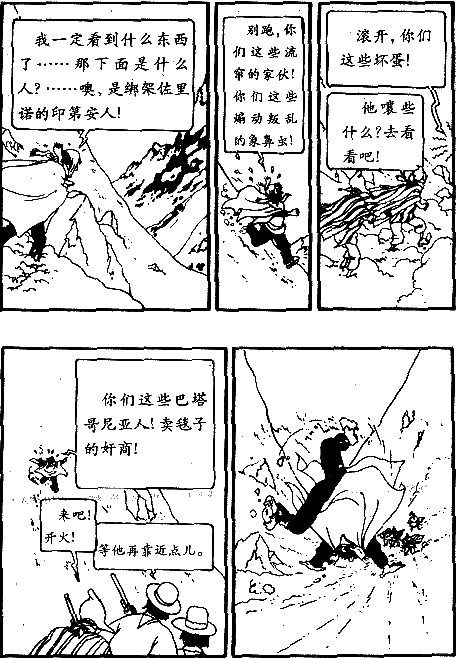 我一定看到什么东西
了……那下面是什么
人?……噢、是绑架佐里
诺的印第安人!
别跑,你
们这些流
窜的家伙!
你们这些
煽动叛乱
的象鼻虫!
滚开,你们
这些坏蛋!
他嚷些
什么?去看
看吧!
你们这些巴塔
哥尼亚人!卖毯子
的奸商!
来吧!
开火!
等他再靠近点儿。